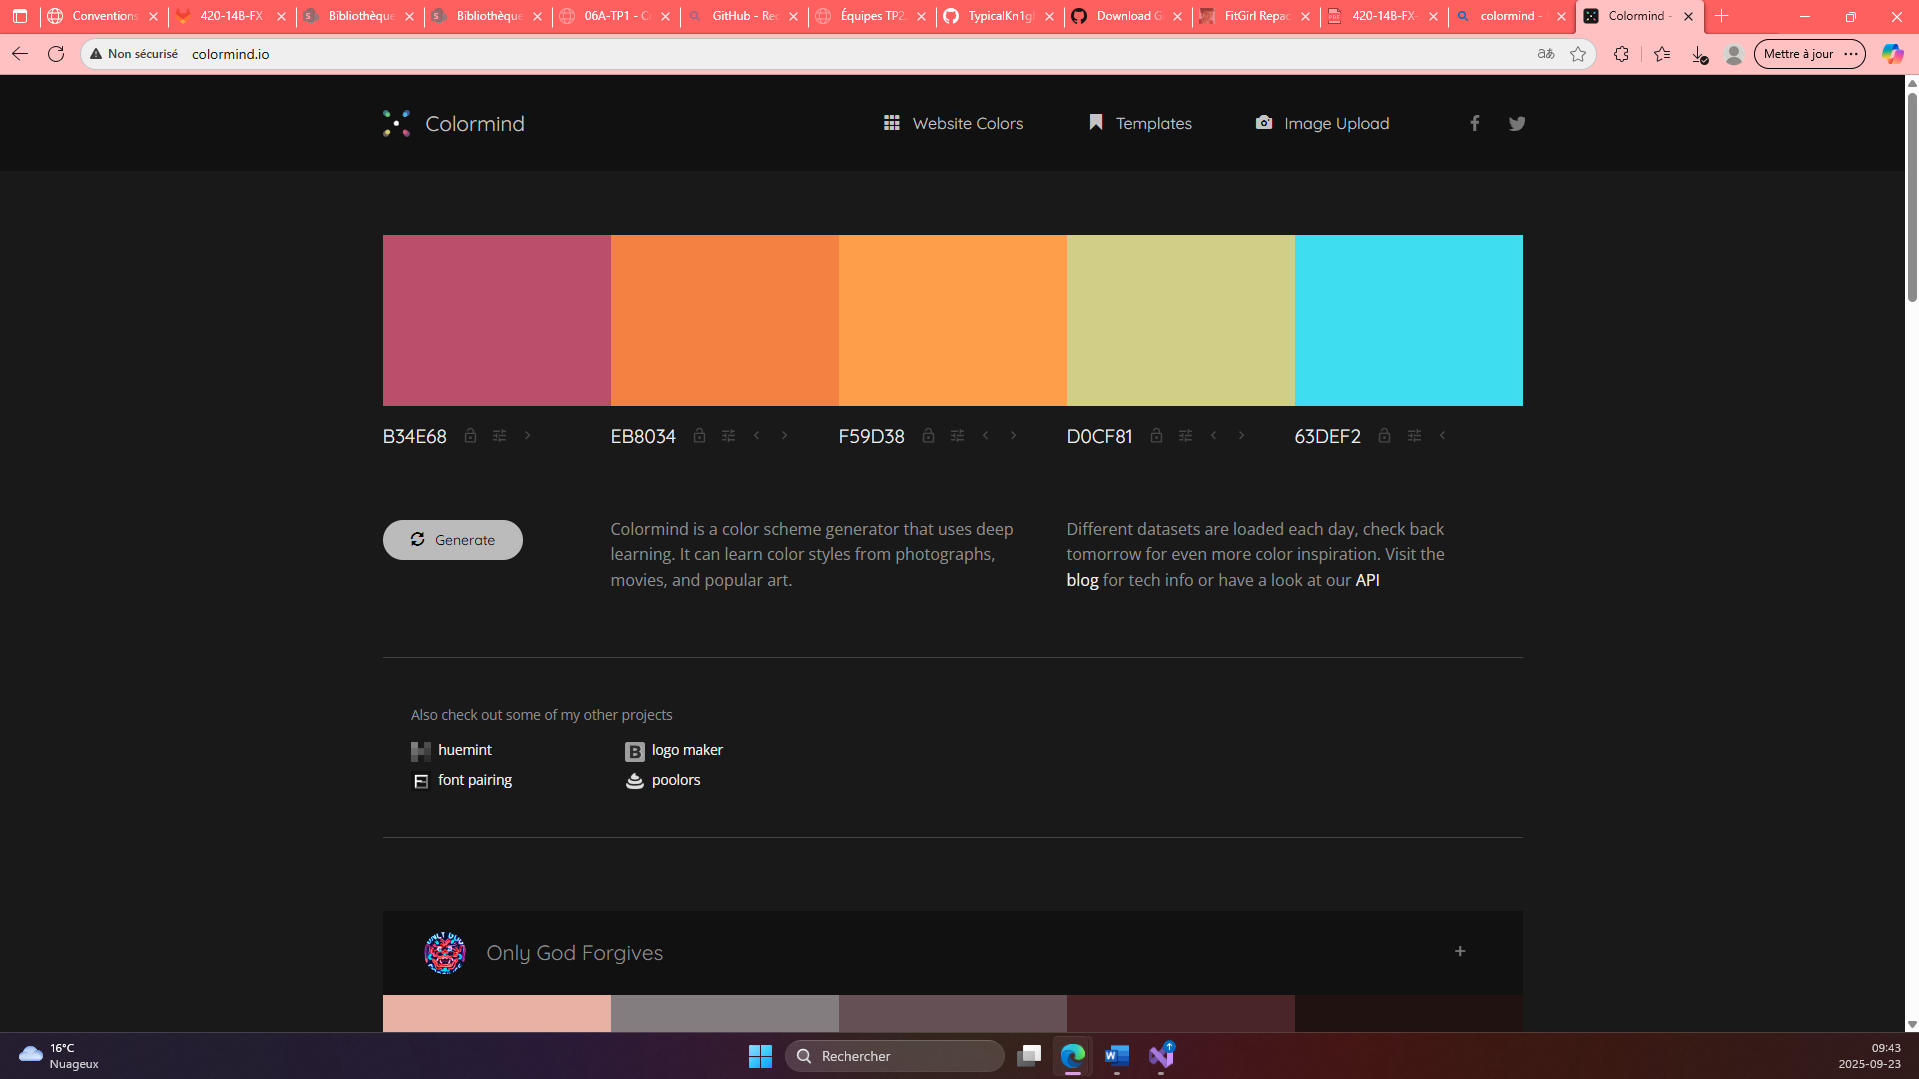 Conventions
420-14B-FX
Bibliothèque
Bibliothèque
06A-TP1 - C
GitHub - Rec
Équipes TP2
TypicalKn1g
Download G
FitGirl Repac
420-14B-FX-
colormind -
Colormind -
Non sécurisé colormind.io
Mettre à jour
Colormind
Website Colors
Templates
Image Upload
B34E68
EB8034
F59D38
D0CF81
63DEF2
Generate
Colormind is a color scheme generator that uses deep
learning. It can learn color styles from photographs,
movies, and popular art.
Different datasets are loaded each day, check back
tomorrow for even more color inspiration. Visit the
blog for tech info or have a look at our API
Also check out some of my other projects
huemint
logo maker
font pairing
poolors
Only God Forgives
16°C
Nuageux
Rechercher
09:43
2025-09-23